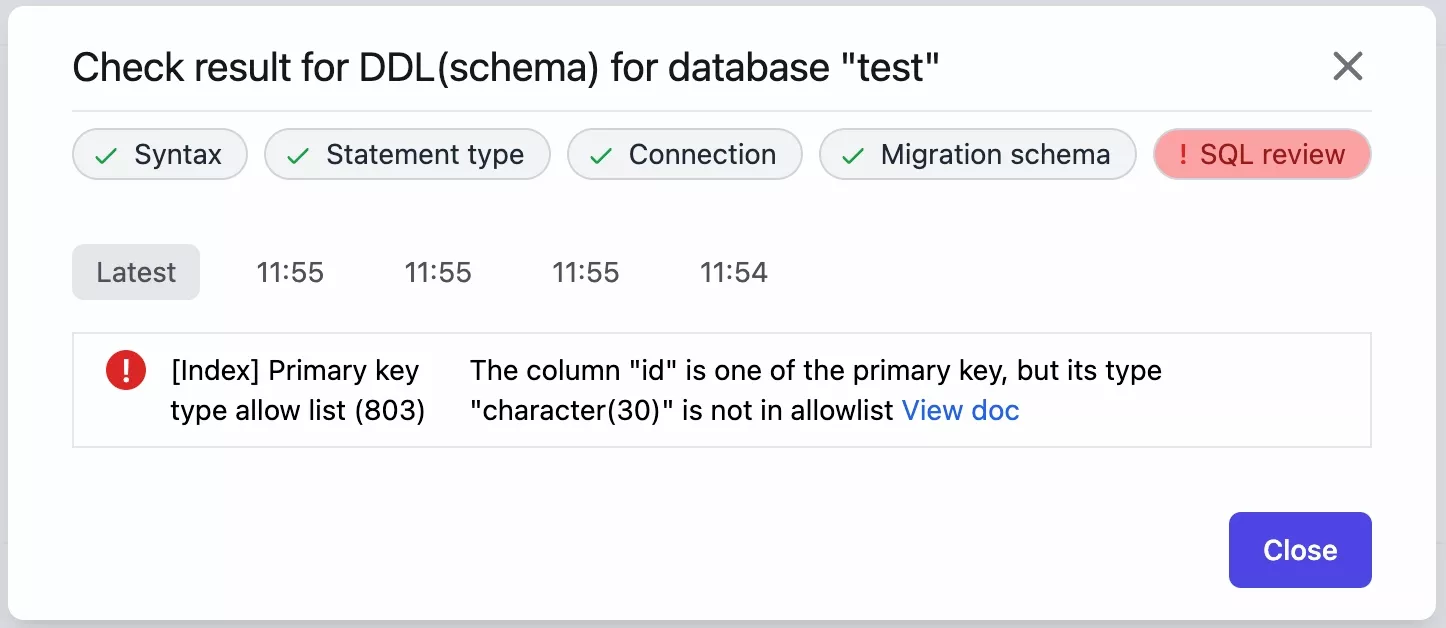 Check result for DDL(schema) for database "test"
Syntax
Statement type
Connection
Migration schema
! SQL review
Latest
11:55
11:55
11:55
11:54
[Index] Primary key
type allow list (803)
The column "id" is one of the primary key, but its type
"character(30)" is not in allowlist View doc
Close